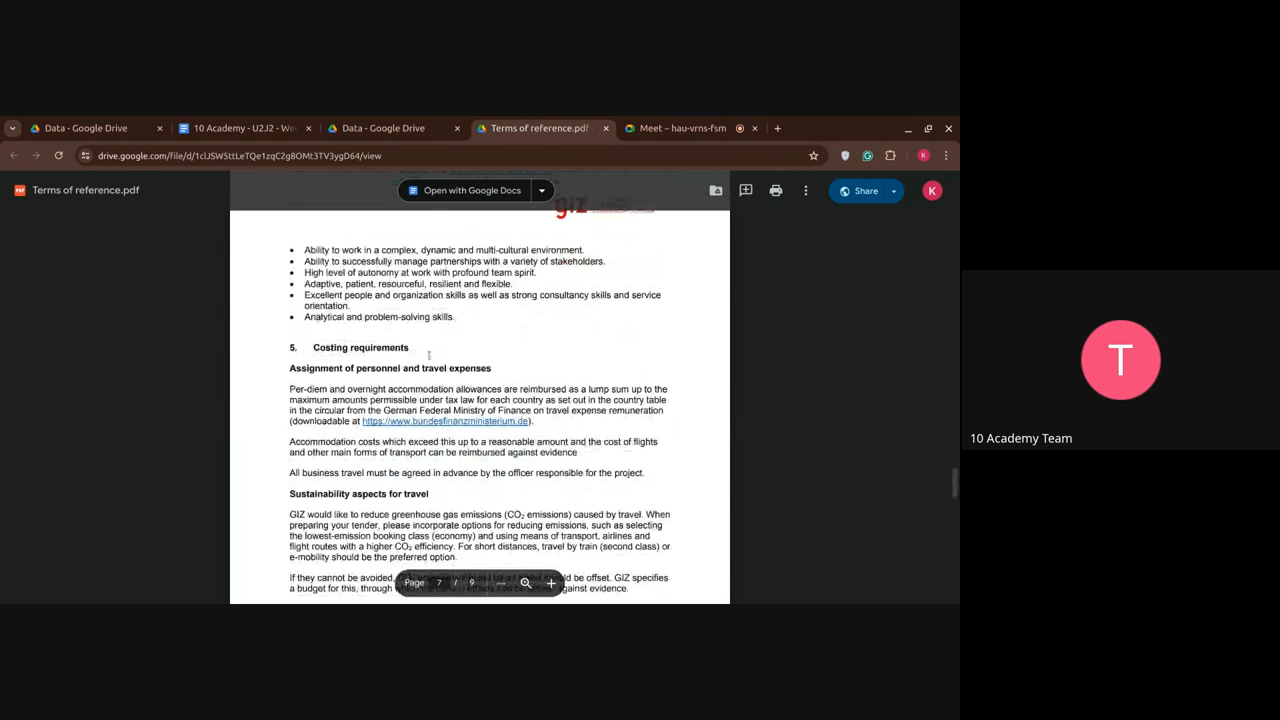 Data - Google Drive
10 Academy - U2J2 - We
Data - Google Drive
Terms of reference.pdf -
Meet – hau-vrns-fsm
drive.google.com/file/d/1clJSW5ttLeTQe1zqC2g8OMt3TV3ygD64/view
Terms of reference.pdf
Open with Google Docs
Share
K
giz
• Ability to work in a complex, dynamic and multi-cultural environment.
• Ability to successfully manage partnerships with a variety of stakeholders.
• High level of autonomy at work with profound team spirit.
• Adaptive, patient, resourceful, resilient and flexible.
• Excellent people and organization skills as well as strong consultancy skills and service
orientation.
• Analytical and problem-solving skills.
5. Costing requirements
Assignment of personnel and travel expenses
Per-diem and overnight accommodation allowances are reimbursed as a lump sum up to the
maximum amounts permissible under tax law for each country as set out in the country table
in the circular from the German Federal Ministry of Finance on travel expense remuneration
(downloadable at https://www.bundesfinanzministerium.de).
Accommodation costs which exceed this up to a reasonable amount and the cost of flights
and other main forms of transport can be reimbursed against evidence
All business travel must be agreed in advance by the officer responsible for the project.
Sustainability aspects for travel
GIZ would like to reduce greenhouse gas emissions (CO₂ emissions) caused by travel. When
preparing your tender, please incorporate options for reducing emissions, such as selecting
the lowest-emission booking class (economy) and using means of transport, airlines and
flight routes with a higher CO₂ efficiency. For short distances, travel by train (second class) or
e-mobility should be the preferred option.
If they cannot be avoided, should be offset. GIZ specifies
a budget for this, through against evidence.
Page 7 / 9
T
10 Academy Team